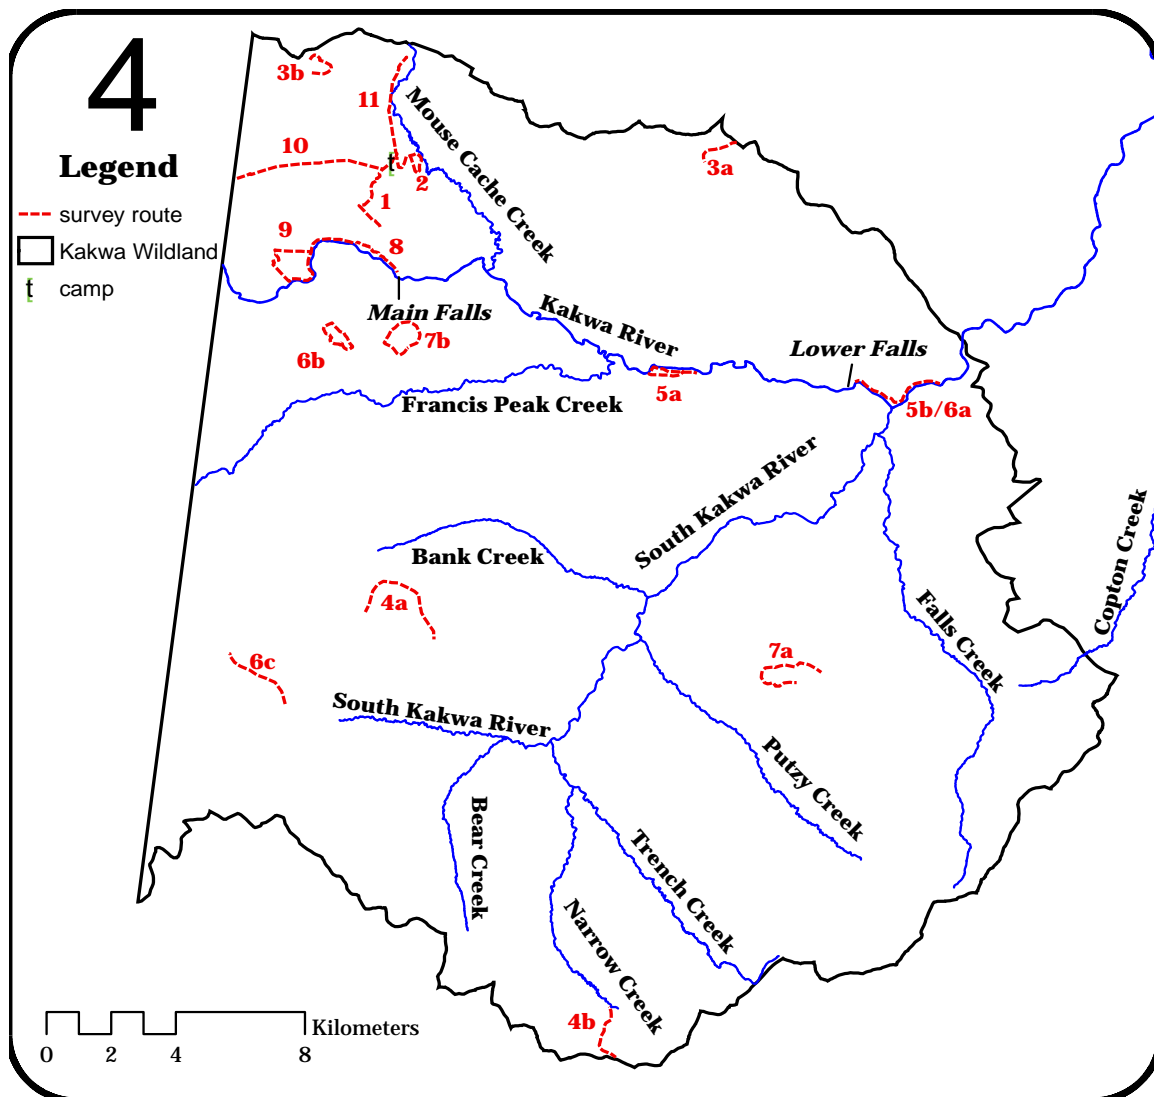 4
Legend
survey route
Kakwa Wildland
t camp
3b
11
Mouse Cache Creek
10
t
2
1
3a
9
8
Main Falls
Kakwa River
6b
7b
Lower Falls
5a
5b/6a
Francis Peak Creek
South Kakwa River
Bank Creek
Copton Creek
4a
Falls Creek
6c
7a
South Kakwa River
Putzy Creek
Bear Creek
Trench Creek
Narrow Creek
4b
Kilometers
0 2 4 8